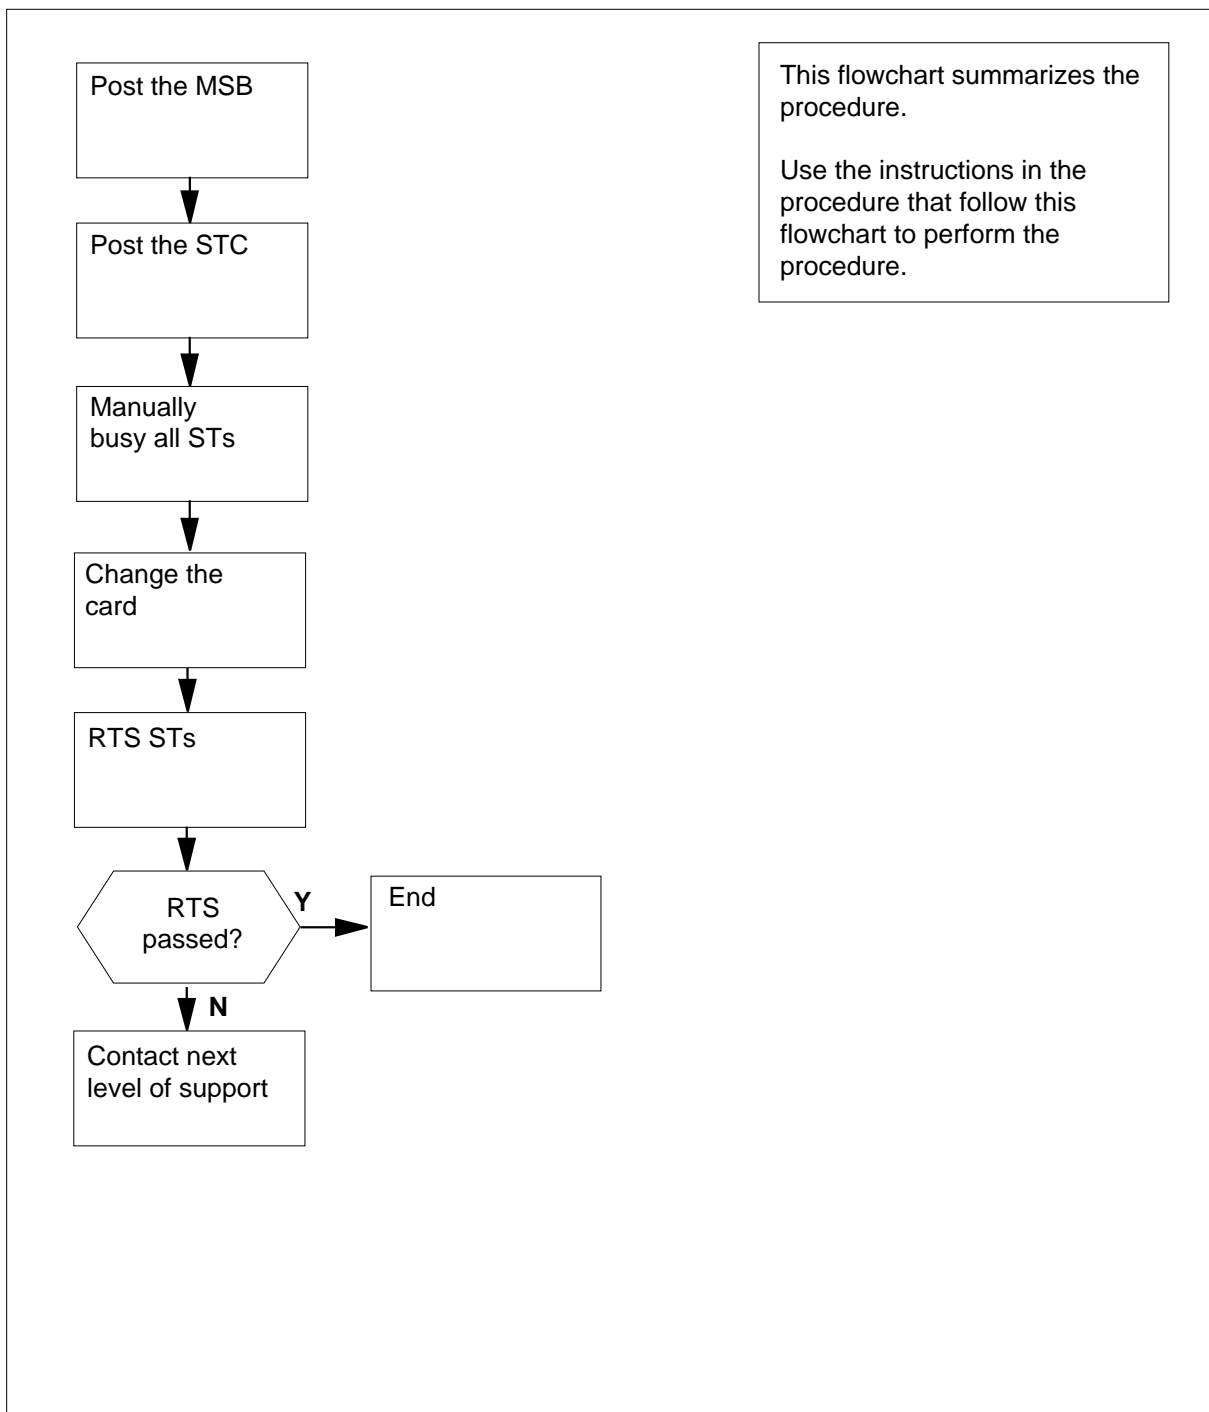 Post the MSB
This flowchart summarizes the
procedure.
Use the instructions in the
procedure that follow this
flowchart to perform the
procedure.
Post the STC
Manually
busy all STs
Change the
card
RTS STs
RTS
passed?
Y
End
N
Contact next
level of support